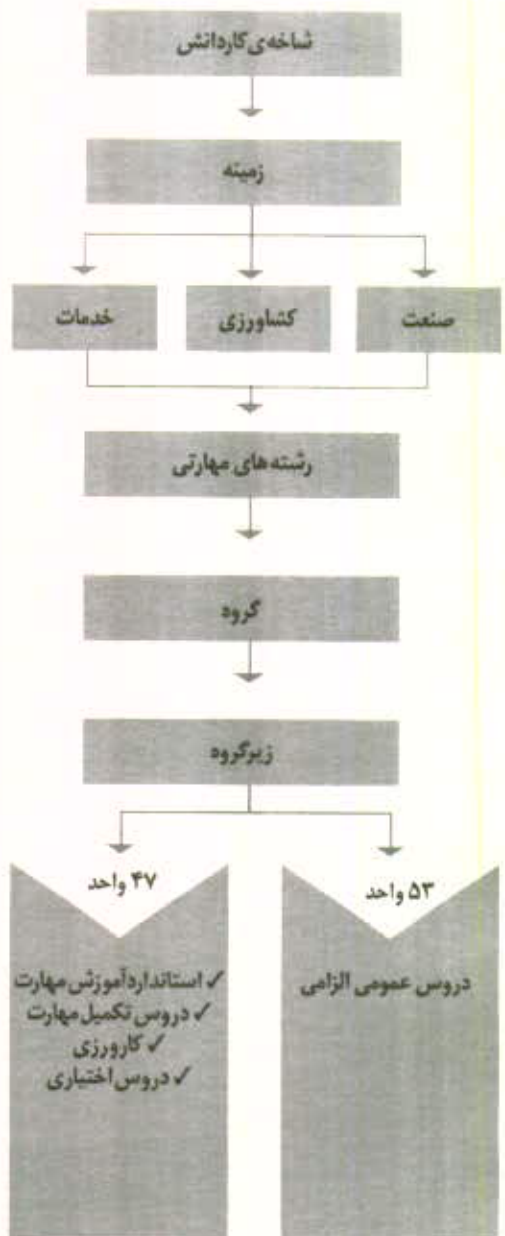 شاخه‌ی کاردانش
زمینه
صنعت
کشاورزی
خدمات
رشته‌های مهارتی
گروه
زیرگروه
۵۳ واحد
دروس عمومی الزامی
۴۷ واحد
✓ استاندارد آموزش مهارت
✓ دروس تکمیل مهارت
✓ کارورزی
✓ دروس اختیاری